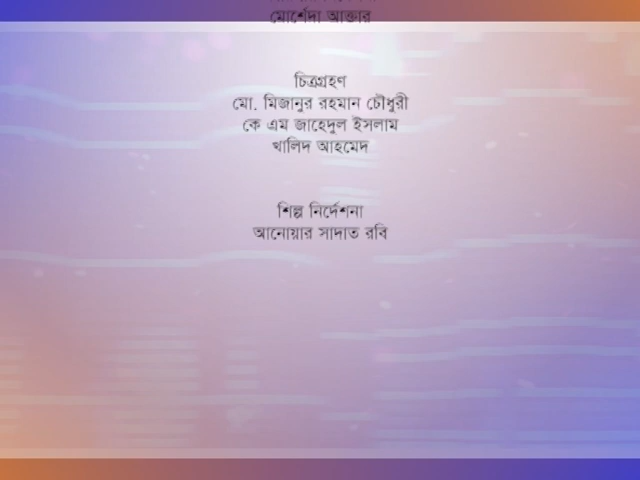 মোর্শেদা আক্তার
চিত্রগ্রহণ
মো. মিজানুর রহমান চৌধুরী
কে এম জাহেদুল ইসলাম
খালিদ আহমেদ
শিল্প নির্দেশনা
আনোয়ার সাদাত রবি